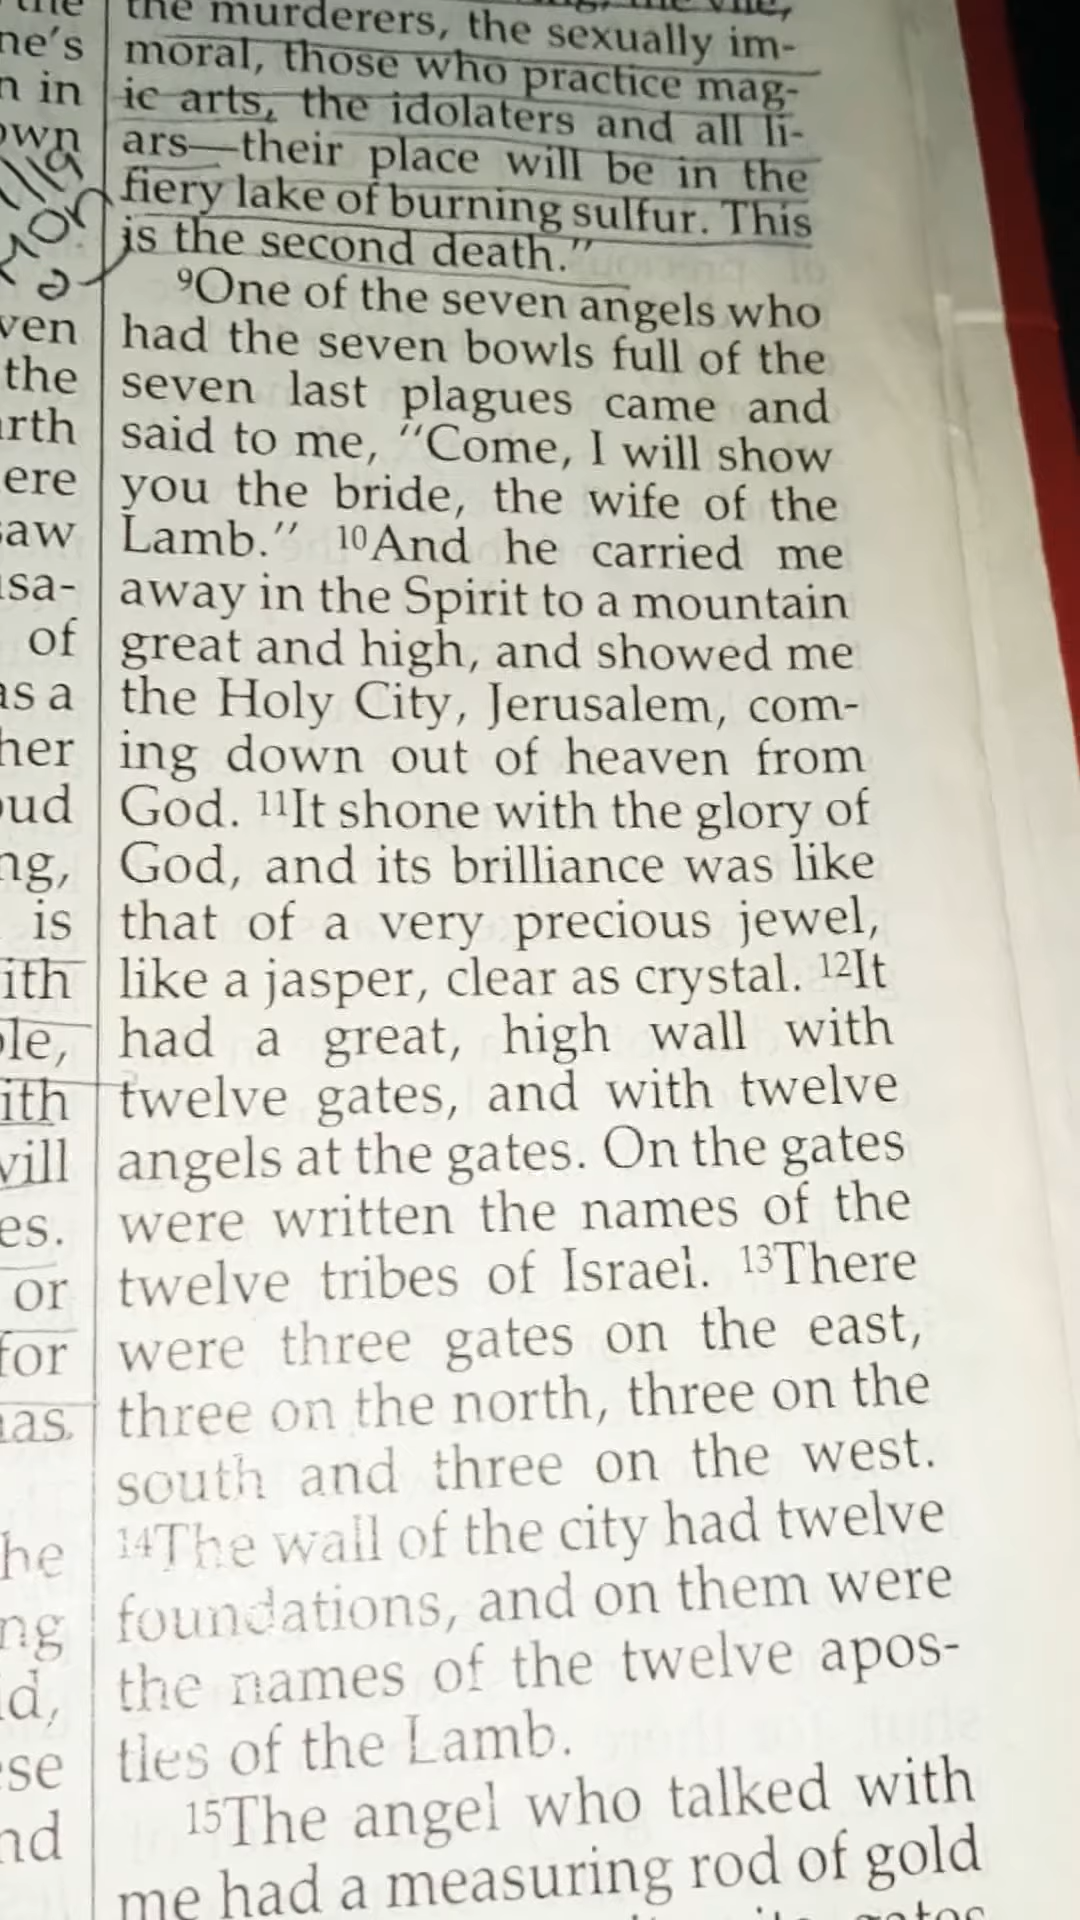 the murderers, the sexually im-
moral, those who practice mag-
ic arts, the idolaters and all li-
ars—their place will be in the
fiery lake of burning sulfur. This
is the second death."
9One of the seven angels who
had the seven bowls full of the
seven last plagues came and
said to me, "Come, I will show
you the bride, the wife of the
Lamb." 10And he carried me
away in the Spirit to a mountain
great and high, and showed me
the Holy City, Jerusalem, com-
ing down out of heaven from
God. 11It shone with the glory of
God, and its brilliance was like
that of a very precious jewel,
like a jasper, clear as crystal. 12It
had a great, high wall with
twelve gates, and with twelve
angels at the gates. On the gates
were written the names of the
twelve tribes of Israel. 13There
were three gates on the east,
three on the north, three on the
south and three on the west.
14The wall of the city had twelve
foundations, and on them were
the names of the twelve apos-
tles of the Lamb.
15The angel who talked with
me had a measuring rod of gold